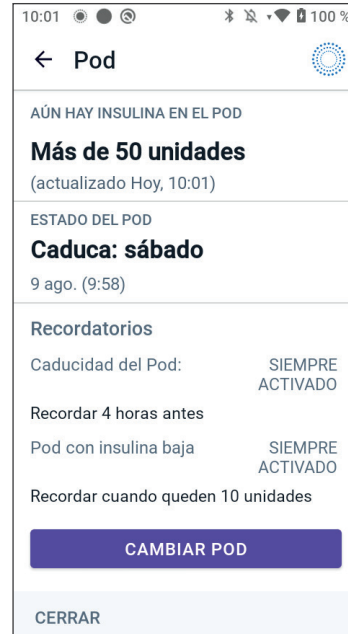 10:01 100 %
Pod
AÚN HAY INSULINA EN EL POD
Más de 50 unidades
(actualizado Hoy, 10:01)
ESTADO DEL POD
Caduca: sábado
9 ago. (9:58)
Recordatorios
Caducidad del Pod: SIEMPRE
ACTIVADO
Recordar 4 horas antes
Pod con insulina baja SIEMPRE
ACTIVADO
Recordar cuando queden 10 unidades
CAMBIAR POD
CERRAR